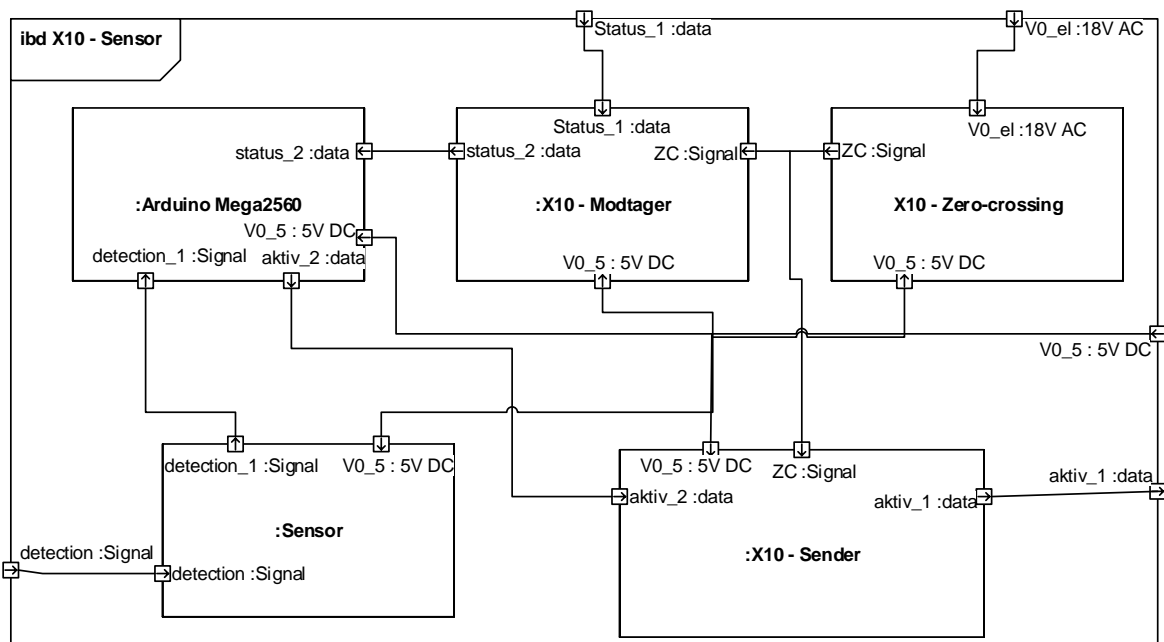 Status_1 :data
V0_el :18V AC
ibd X10 - Sensor
Status_1 :data
V0_el :18V AC
status_2 :data
status_2 :data
ZC :Signal
ZC :Signal
:Arduino Mega2560
:X10 - Modtager
X10 - Zero-crossing
V0_5 : 5V DC
detection_1 :Signal
aktiv_2 :data
V0_5 : 5V DC
V0_5 : 5V DC
V0_5 : 5V DC
detection_1 :Signal
V0_5 : 5V DC
V0_5 : 5V DC
ZC :Signal
aktiv_1 :data
aktiv_2 :data
aktiv_1 :data
:Sensor
:X10 - Sender
detection :Signal
detection :Signal